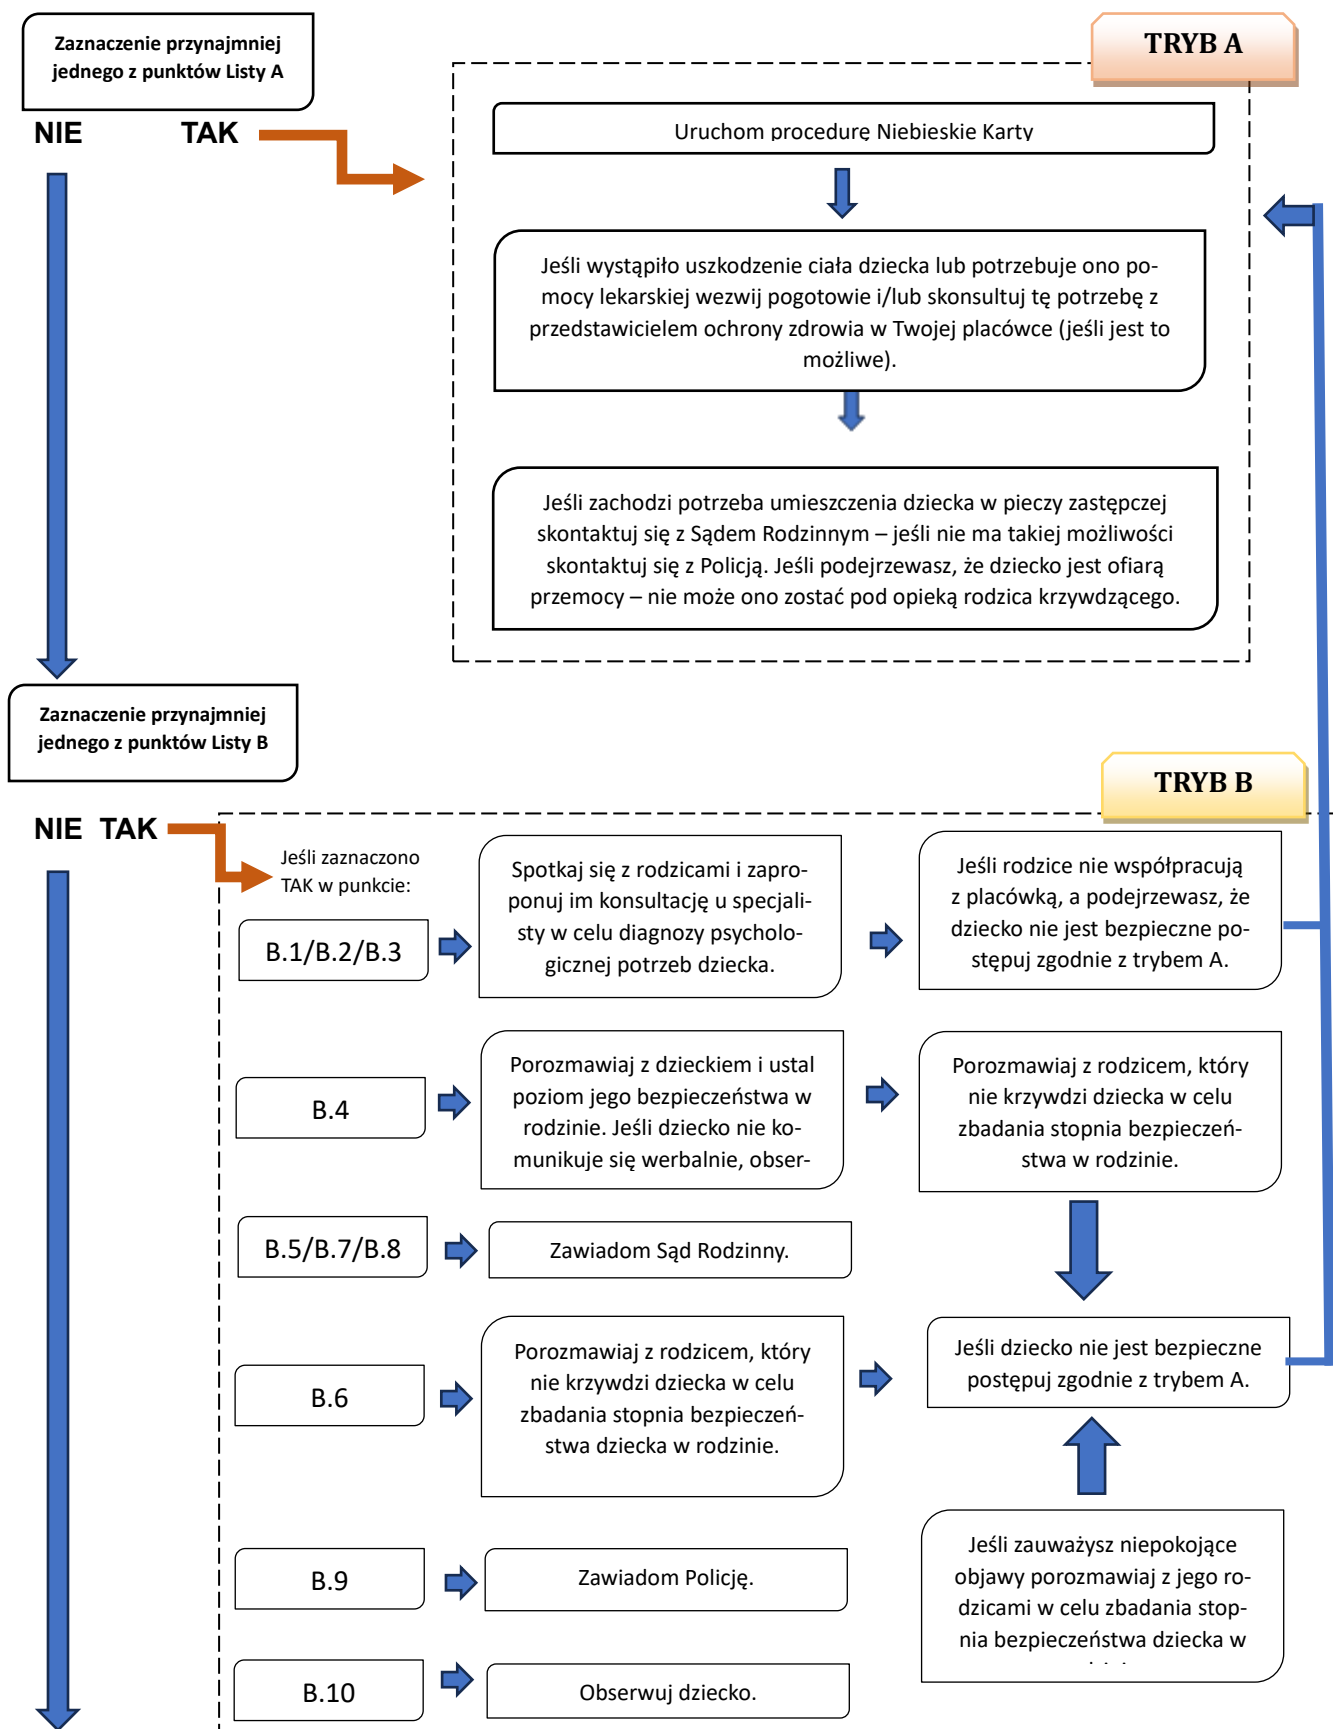 Zaznaczenie przynajmniej
jednego z punktów Listy A
NIE TAK
TRYB A
Uruchom procedurę Niebieskie Karty
Jeśli wystąpiło uszkodzenie ciała dziecka lub potrzebuje ono po-
mocy lekarskiej wezwij pogotowie i/lub skonsultuj tę potrzebę z
przedstawicielem ochrony zdrowia w Twojej placówce (jeśli jest to
możliwe).
Jeśli zachodzi potrzeba umieszczenia dziecka w pieczy zastępczej
skontaktuj się z Sądem Rodzinnym – jeśli nie ma takiej możliwości
skontaktuj się z Policją. Jeśli podejrzewasz, że dziecko jest ofiarą
przemocy – nie może ono zostać pod opieką rodzica krzywdzącego.
Zaznaczenie przynajmniej
jednego z punktów Listy B
NIE TAK
TRYB B
Jeśli zaznaczono
TAK w punkcie:
B.1/B.2/B.3
Spotkaj się z rodzicami i zapro-
ponuj im konsultację u specjali-
sty w celu diagnozy psycholo-
gicznej potrzeb dziecka.
Jeśli rodzice nie współpracują
z placówką, a podejrzewasz, że
dziecko nie jest bezpieczne po-
stępuj zgodnie z trybem A.
B.4
Porozmawiaj z dzieckiem i ustal
poziom jego bezpieczeństwa w
rodzinie. Jeśli dziecko nie ko-
munikuje się werbalnie, obser-
Porozmawiaj z rodzicem, który
nie krzywdzi dziecka w celu
zbadania stopnia bezpieczeń-
stwa w rodzinie.
B.5/B.7/B.8
Zawiadom Sąd Rodzinny.
B.6
Porozmawiaj z rodzicem, który
nie krzywdzi dziecka w celu
zbadania stopnia bezpieczeń-
stwa dziecka w rodzinie.
Jeśli dziecko nie jest bezpieczne
postępuj zgodnie z trybem A.
B.9
Zawiadom Policję.
B.10
Obserwuj dziecko.
Jeśli zauważysz niepokojące
objawy porozmawiaj z jego ro-
dzicami w celu zbadania stop-
nia bezpieczeństwa dziecka w